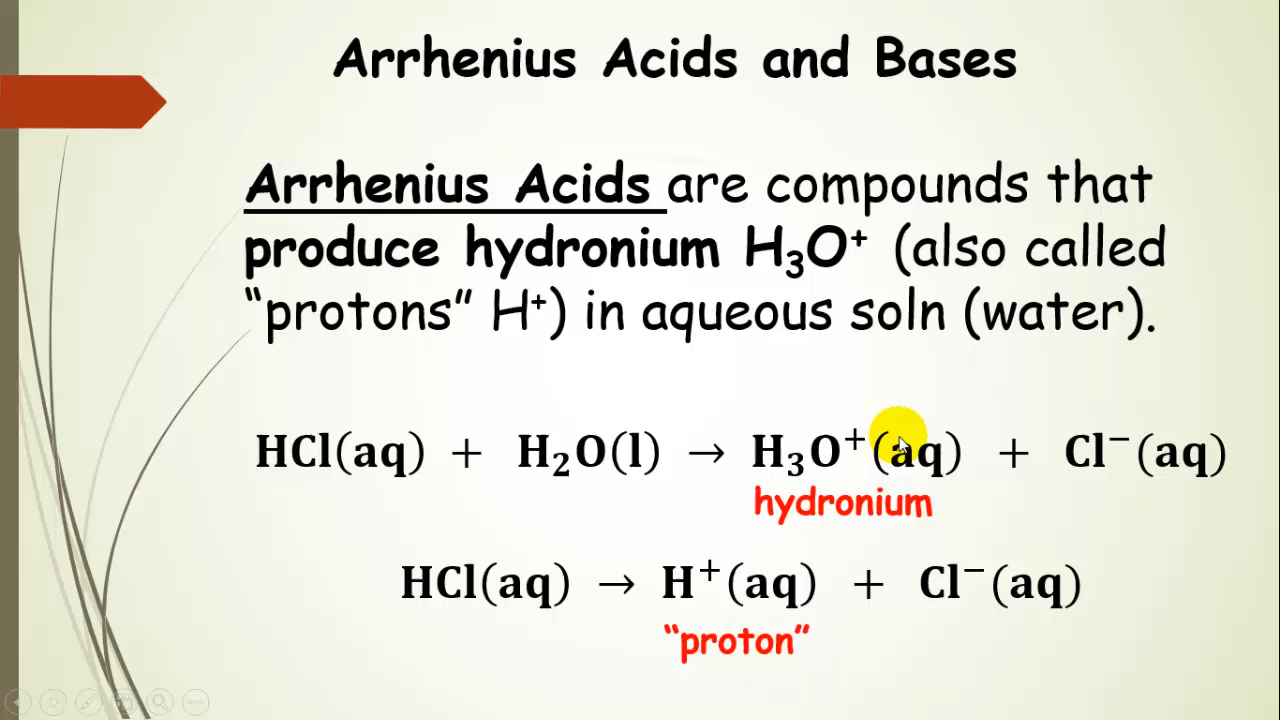 Arrhenius Acids and Bases
Arrhenius Acids are compounds that
produce hydronium H₃O⁺ (also called
“protons” H⁺) in aqueous soln (water).
HCl(aq) + H₂O(l) → H₃O⁺(aq) + Cl⁻(aq)
hydronium
HCl(aq) → H⁺(aq) + Cl⁻(aq)
“proton”